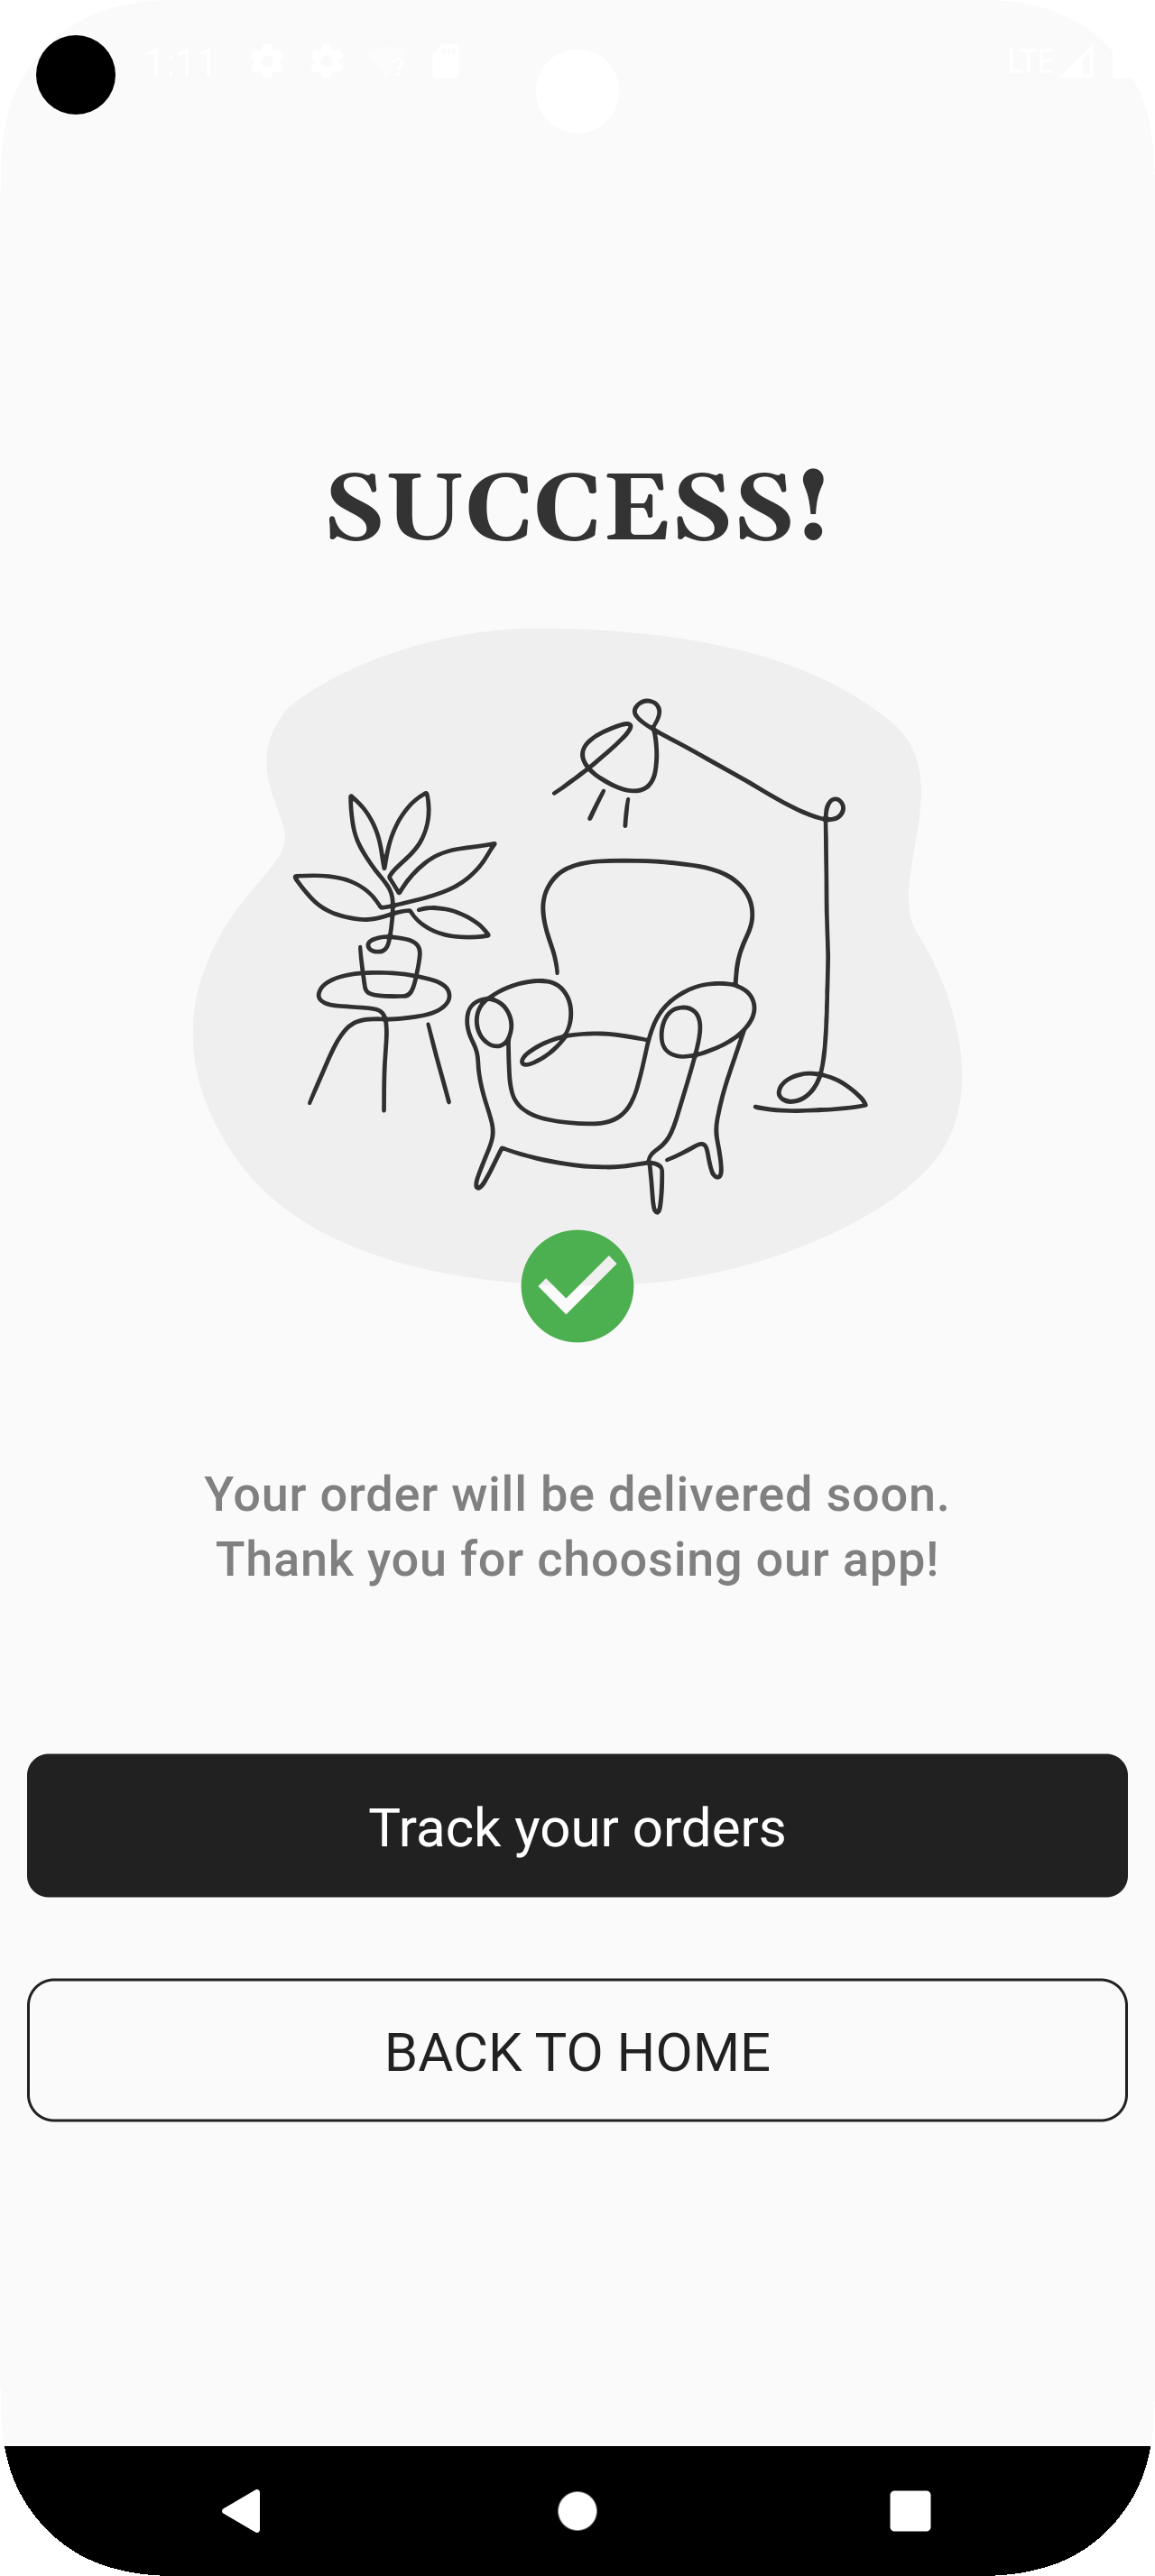 1:11 LTE
SUCCESS!
Your order will be delivered soon.
Thank you for choosing our app!
Track your orders
BACK TO HOME